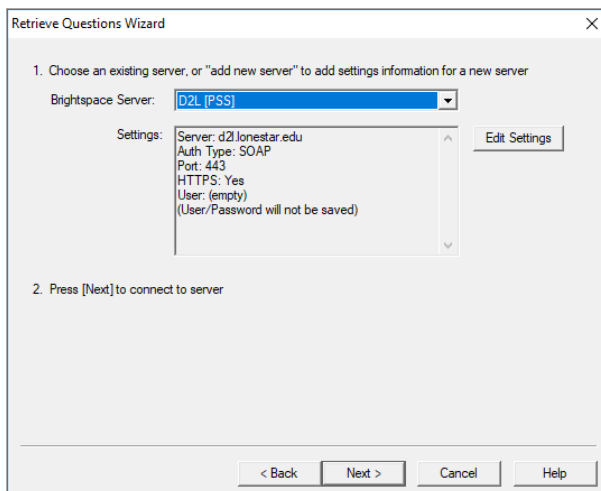 Retrieve Questions Wizard
1. Choose an existing server, or "add new server" to add settings information for a new server
Brightspace Server: D2L [PSS]
Settings: Server: d2l.lonestar.edu Edit Settings
Auth Type: SOAP
Port: 443
HTTPS: Yes
User: (empty)
(User/Password will not be saved)
2. Press [Next] to connect to server
< Back Next > Cancel Help